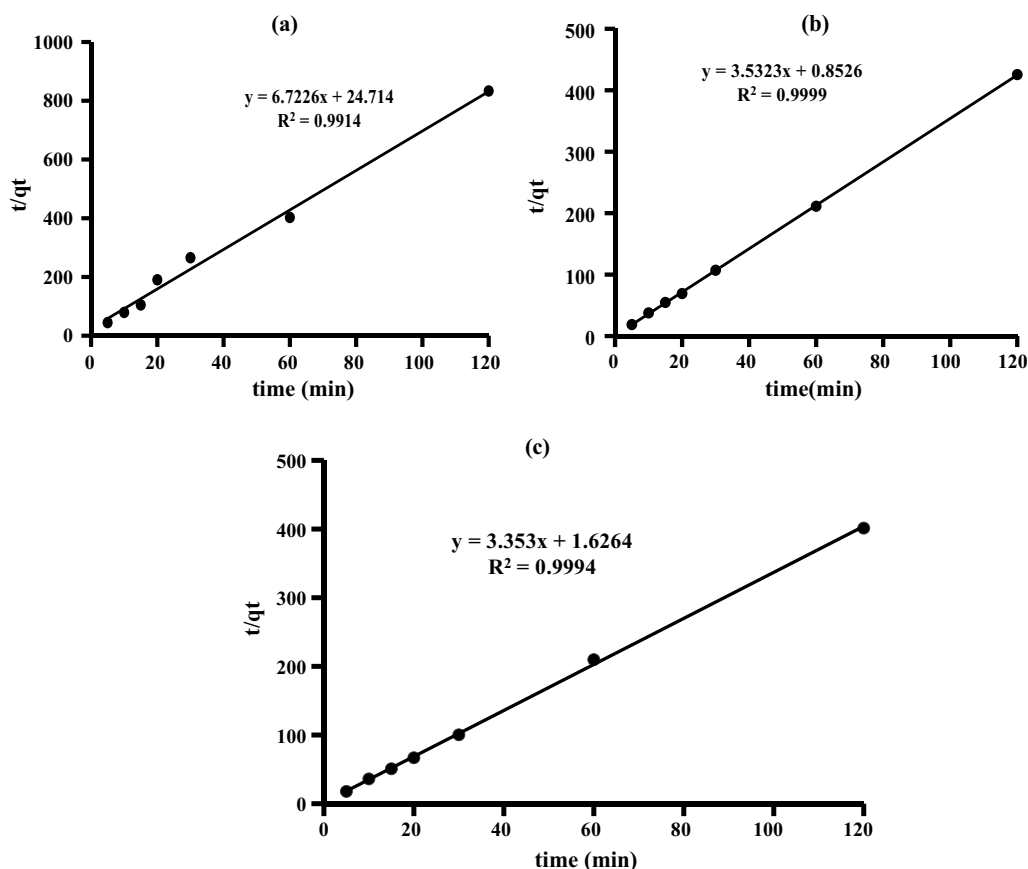 (a)
1000
800
600
400
200
0
t/qt
y = 6.7226x + 24.714
R² = 0.9914
0 20 40 60 80 100 120
time (min)
(b)
500
400
300
200
100
0
t/qt
y = 3.5323x + 0.8526
R² = 0.9999
0 20 40 60 80 100 120
time(min)
(c)
500
400
300
200
100
0
t/qt
y = 3.353x + 1.6264
R² = 0.9994
0 20 40 60 80 100 120
time (min)